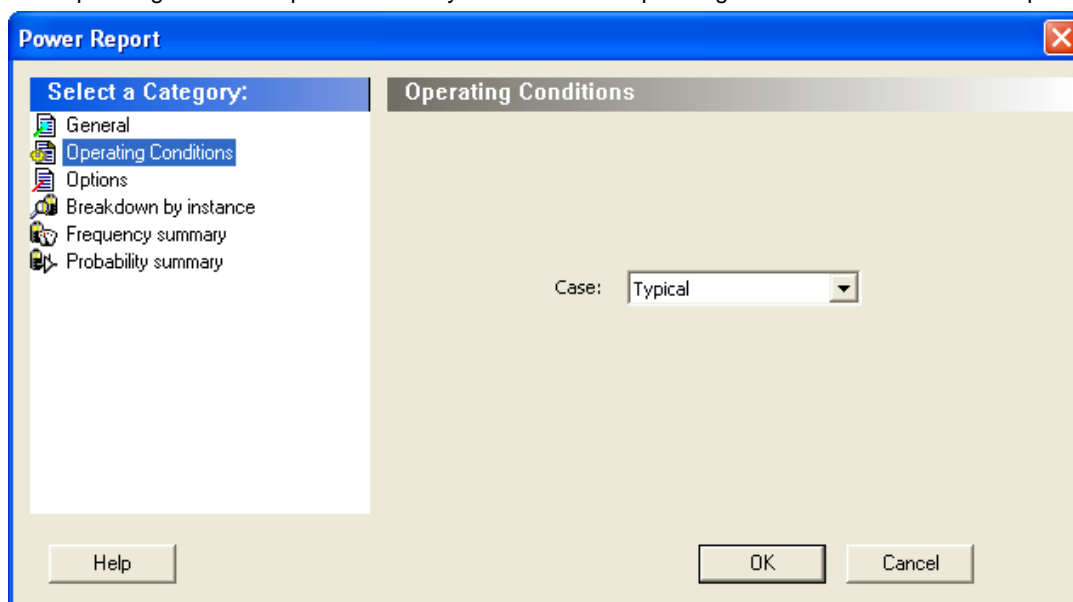 Power Report
Select a Category:
General
Operating Conditions
Options
Breakdown by instance
Frequency summary
Probability summary
Operating Conditions
Case: Typical
Help
OK
Cancel